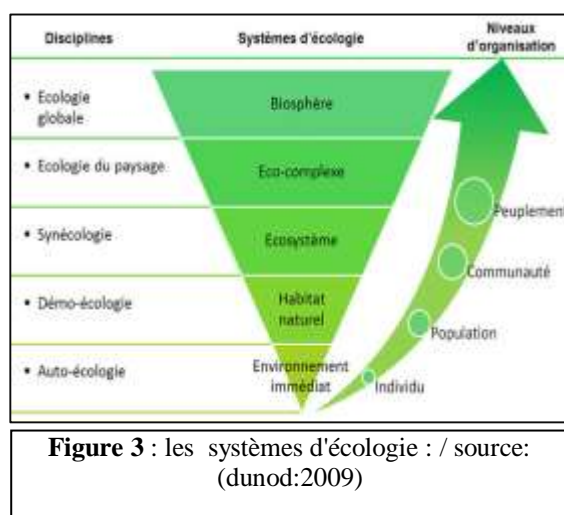 Disciplines Systèmes d'écologie Niveaux
d'organisation
• Ecologie
globale
Biosphère
• Ecologie du paysage
Eco-complexe
• Synécologie
Ecosystème
Peuplement
Communauté
• Démo-écologie
Habitat
naturel
Population
• Auto-écologie
Environnement
immédiat
Individu
Figure 3 : les systèmes d'écologie : / source:
(dunod:2009)